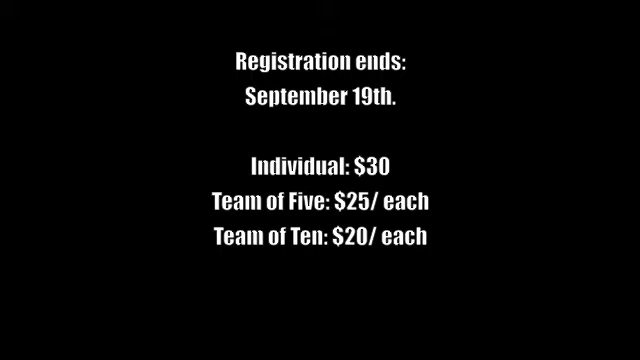 Registration ends:
September 19th.
Individual: $30
Team of Five: $25/ each
Team of Ten: $20/ each